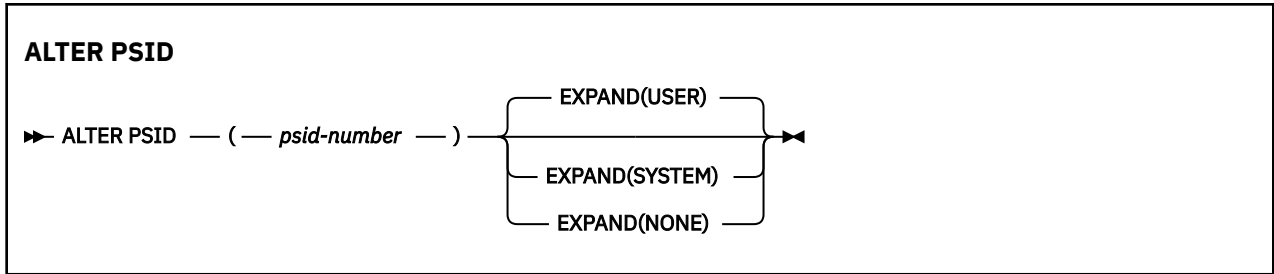 ALTER PSID
EXPAND(USER)
ALTER PSID ( psid-number )
EXPAND(SYSTEM)
EXPAND(NONE)